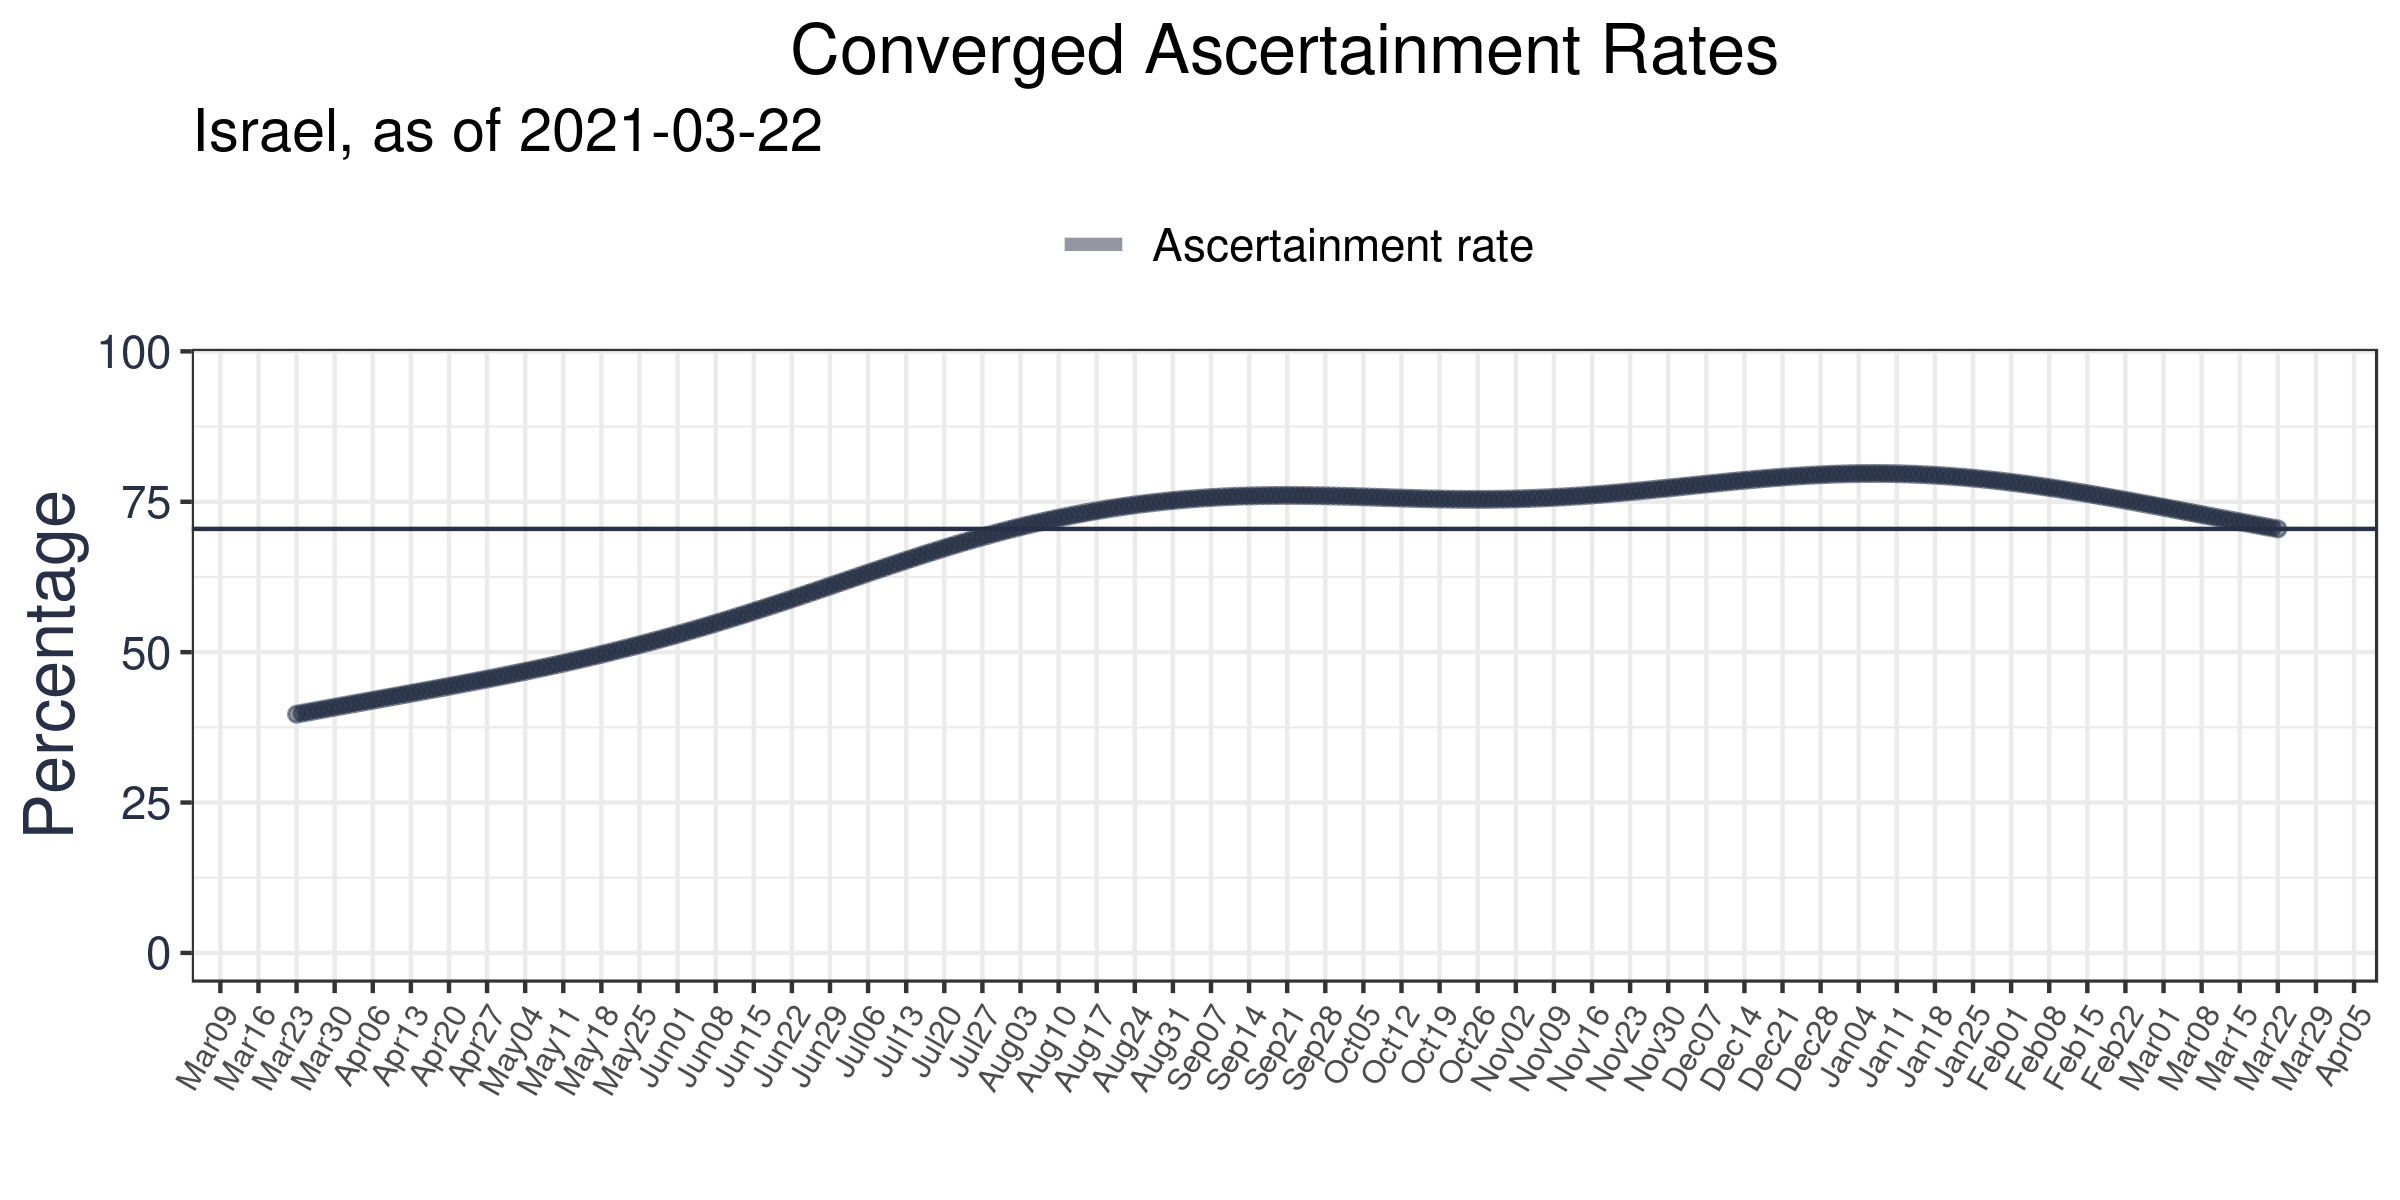 Converged Ascertainment Rates
Israel, as of 2021-03-22
Ascertainment rate
Percentage
100
75
50
25
0
Mar09 Mar16 Mar23 Mar30 Apr06 Apr13 Apr20 Apr27 May04 May11 May18 May25 Jun01 Jun08 Jun15 Jun22 Jun29 Jul06 Jul13 Jul20 Jul27 Aug03 Aug10 Aug17 Aug24 Aug31 Sep07 Sep14 Sep21 Sep28 Oct05 Oct12 Oct19 Oct26 Nov02 Nov09 Nov16 Nov23 Nov30 Dec07 Dec14 Dec21 Dec28 Jan04 Jan11 Jan18 Jan25 Feb01 Feb08 Feb15 Feb22 Mar01 Mar08 Mar15 Mar22 Mar29 Apr05